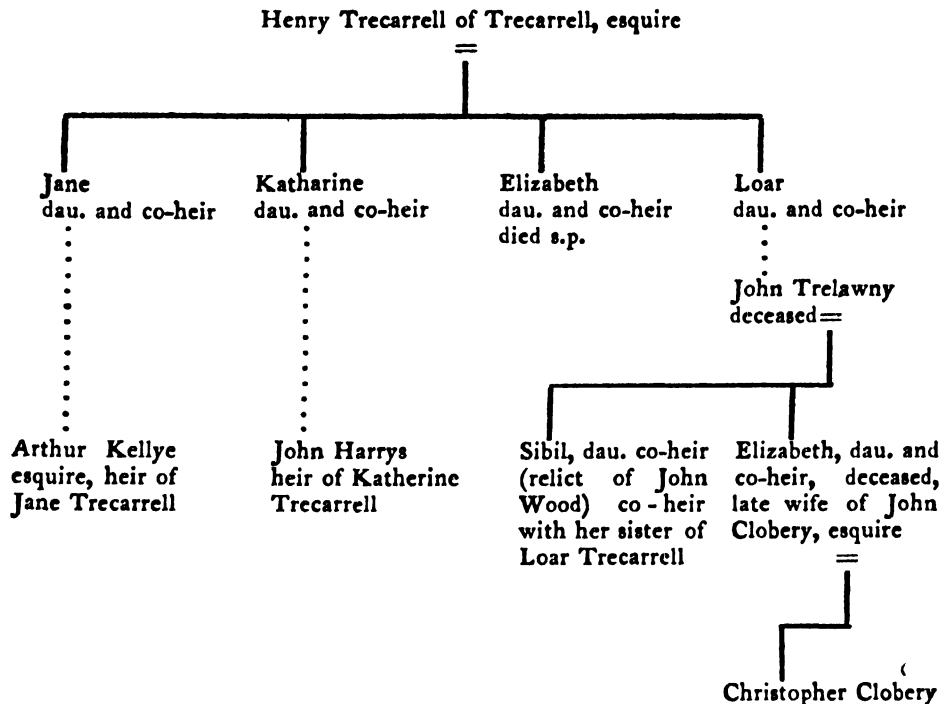 Henry Trecarrell of Trecarrell, esquire
=
Jane
dau. and co-heir
Katharine
dau. and co-heir
Elizabeth
dau. and co-heir
died s.p.
Loar
dau. and co-heir
John Trelawny
deceased=
Arthur Kellye
esquire, heir of
Jane Trecarrell
John Harrys
heir of Katherine
Trecarrell
Sibil, dau. co-heir
(relict of John
Wood) co-heir
with her sister of
Loar Trecarrell
Elizabeth, dau. and
co-heir, deceased,
late wife of John
Clobery, esquire
=
Christopher Clobery